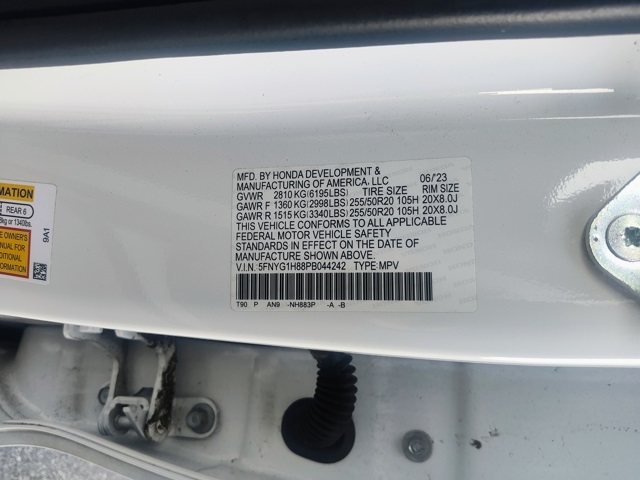 MFD. BY HONDA DEVELOPMENT &
MANUFACTURING OF AMERICA, LLC 06/'23
GVWR 2810 KG(6195LBS) TIRE SIZE RIM SIZE
GAWR F 1360 KG(2998LBS) 255/50R20 105H 20X8.0J
GAWR R 1515 KG(3340LBS) 255/50R20 105H 20X8.0J
THIS VEHICLE CONFORMS TO ALL APPLICABLE
FEDERAL MOTOR VEHICLE SAFETY
STANDARDS IN EFFECT ON THE DATE OF
MANUFACTURE SHOWN ABOVE.
V.I.N. 5FNYG1H88PB044242 TYPE:MPV
T90 P AN9 -NH883P -A -B
REAR 6
9A1